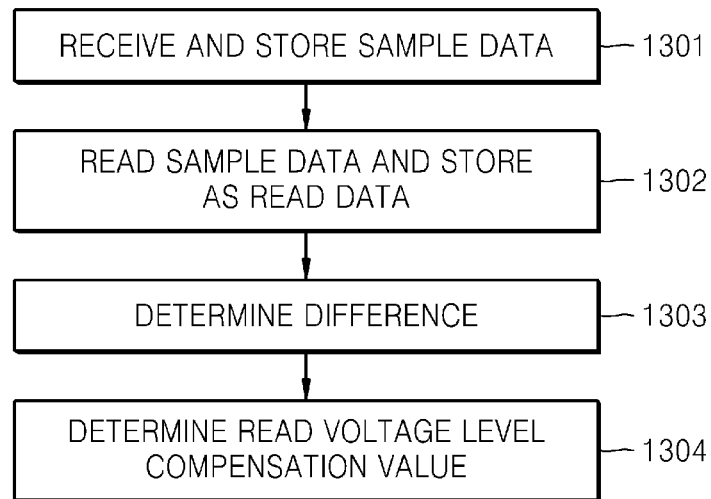 RECEIVE AND STORE SAMPLE DATA
1301
READ SAMPLE DATA AND STORE
AS READ DATA
1302
DETERMINE DIFFERENCE
1303
DETERMINE READ VOLTAGE LEVEL
COMPENSATION VALUE
1304